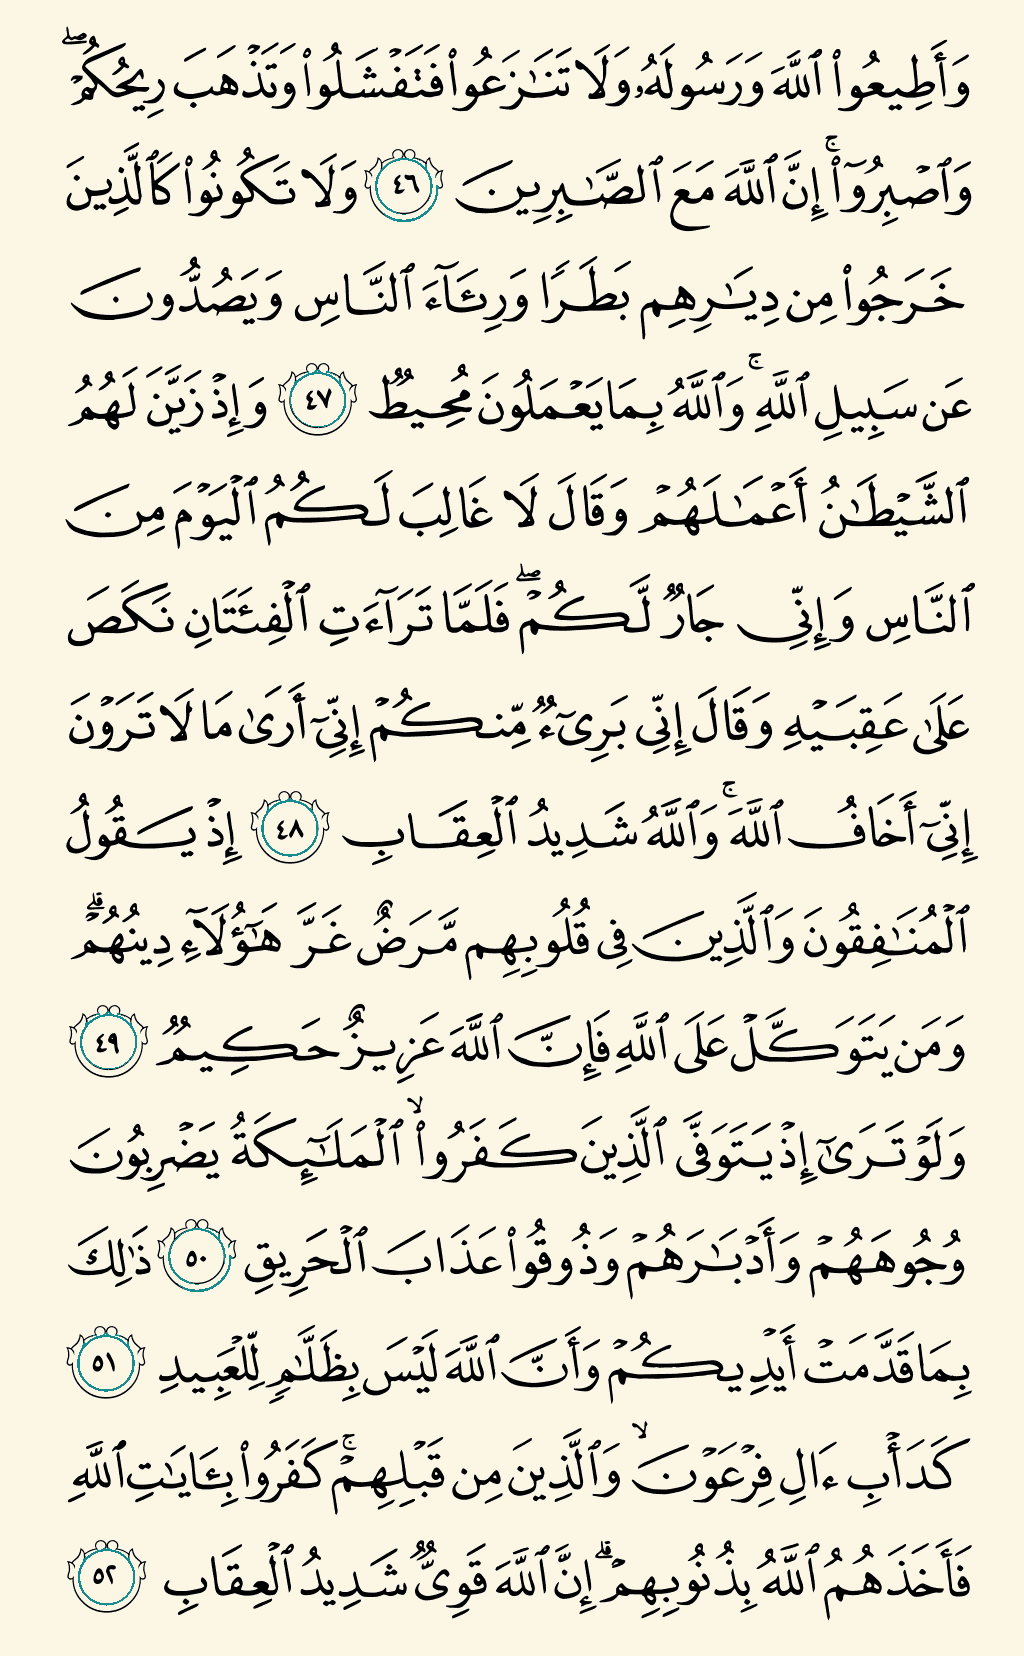 وَأَطِيعُوا۟ ٱللَّهَ وَرَسُولَهُۥ وَلَا تَنَـٰزَعُوا۟ فَتَفْشَلُوا۟ وَتَذْهَبَ رِيحُكُمْ ۖ
وَٱصْبِرُوٓا۟ ۚ إِنَّ ٱللَّهَ مَعَ ٱلصَّـٰبِرِينَ ٤٦ وَلَا تَكُونُوا۟ كَٱلَّذِينَ
خَرَجُوا۟ مِن دِيَـٰرِهِم بَطَرًا وَرِئَآءَ ٱلنَّاسِ وَيَصُدُّونَ
عَن سَبِيلِ ٱللَّهِ ۚ وَٱللَّهُ بِمَا يَعْمَلُونَ مُحِيطٌ ٤٧ وَإِذْ زَيَّنَ لَهُمُ
ٱلشَّيْطَـٰنُ أَعْمَـٰلَهُمْ وَقَالَ لَا غَالِبَ لَكُمُ ٱلْيَوْمَ مِنَ
ٱلنَّاسِ وَإِنِّى جَارٌ لَّكُمْ ۖ فَلَمَّا تَرَآءَتِ ٱلْفِئَتَانِ نَكَصَ
عَلَىٰ عَقِبَيْهِ وَقَالَ إِنِّى بَرِىٓءٌ مِّنكُمْ إِنِّىٓ أَرَىٰ مَا لَا تَرَوْنَ
إِنِّىٓ أَخَافُ ٱللَّهَ ۚ وَٱللَّهُ شَدِيدُ ٱلْعِقَابِ ٤٨ إِذْ يَقُولُ
ٱلْمُنَـٰفِقُونَ وَٱلَّذِينَ فِى قُلُوبِهِم مَّرَضٌ غَرَّ هَـٰٓؤُلَآءِ دِينُهُمْ ۗ
وَمَن يَتَوَكَّلْ عَلَى ٱللَّهِ فَإِنَّ ٱللَّهَ عَزِيزٌ حَكِيمٌ ٤٩
وَلَوْ تَرَىٰٓ إِذْ يَتَوَفَّى ٱلَّذِينَ كَفَرُوا۟ ۙ ٱلْمَلَـٰٓئِكَةُ يَضْرِبُونَ
وُجُوهَهُمْ وَأَدْبَـٰرَهُمْ وَذُوقُوا۟ عَذَابَ ٱلْحَرِيقِ ٥٠ ذَٰلِكَ
بِمَا قَدَّمَتْ أَيْدِيكُمْ وَأَنَّ ٱللَّهَ لَيْسَ بِظَلَّـٰمٍ لِّلْعَبِيدِ ٥١
كَدَأْبِ ءَالِ فِرْعَوْنَ ۙ وَٱلَّذِينَ مِن قَبْلِهِمْ ۚ كَفَرُوا۟ بِـَٔايَـٰتِ ٱللَّهِ
فَأَخَذَهُمُ ٱللَّهُ بِذُنُوبِهِمْ ۗ إِنَّ ٱللَّهَ قَوِىٌّ شَدِيدُ ٱلْعِقَابِ ٥٢